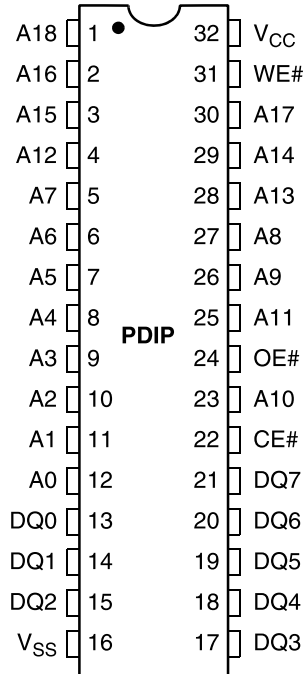 A18 1 32 VCC
A16 2 31 WE#
A15 3 30 A17
A12 4 29 A14
A7 5 28 A13
A6 6 27 A8
A5 7 26 A9
A4 8 25 A11
PDIP
A3 9 24 OE#
A2 10 23 A10
A1 11 22 CE#
A0 12 21 DQ7
DQ0 13 20 DQ6
DQ1 14 19 DQ5
DQ2 15 18 DQ4
VSS 16 17 DQ3